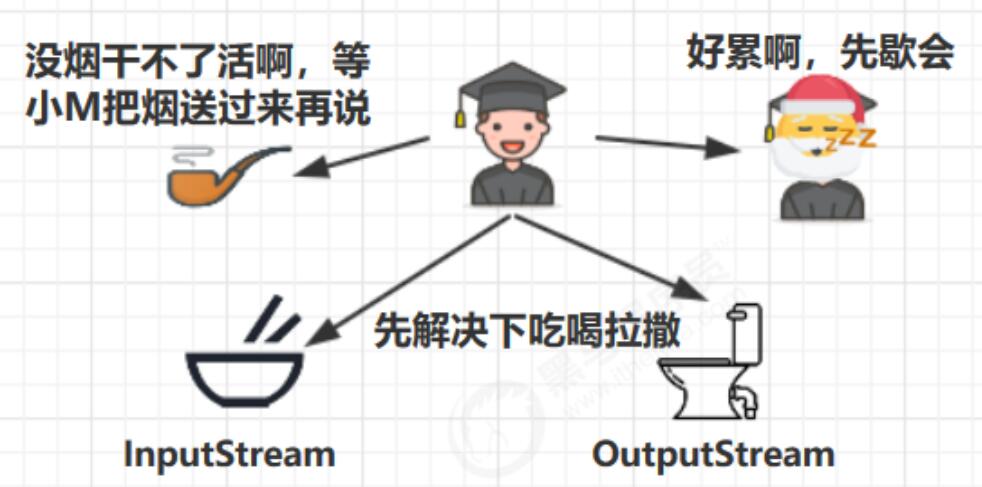 没烟干不了活啊，等
小M把烟送过来再说
好累啊，先歇会
zzZ
先解决下吃喝拉撒
InputStream
OutputStream